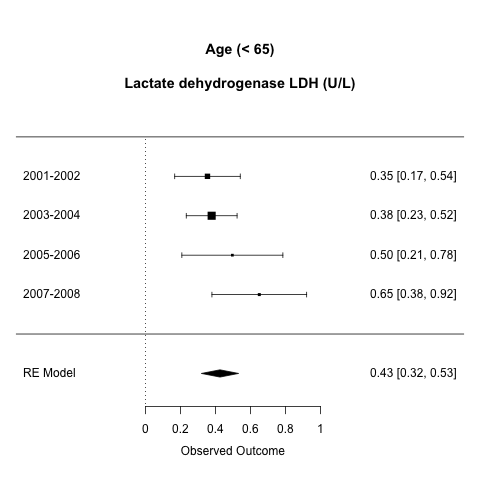 Age (< 65)
Lactate dehydrogenase LDH (U/L)
2001-2002 0.35 [0.17, 0.54]
2003-2004 0.38 [0.23, 0.52]
2005-2006 0.50 [0.21, 0.78]
2007-2008 0.65 [0.38, 0.92]
RE Model 0.43 [0.32, 0.53]
0 0.2 0.4 0.6 0.8 1
Observed Outcome